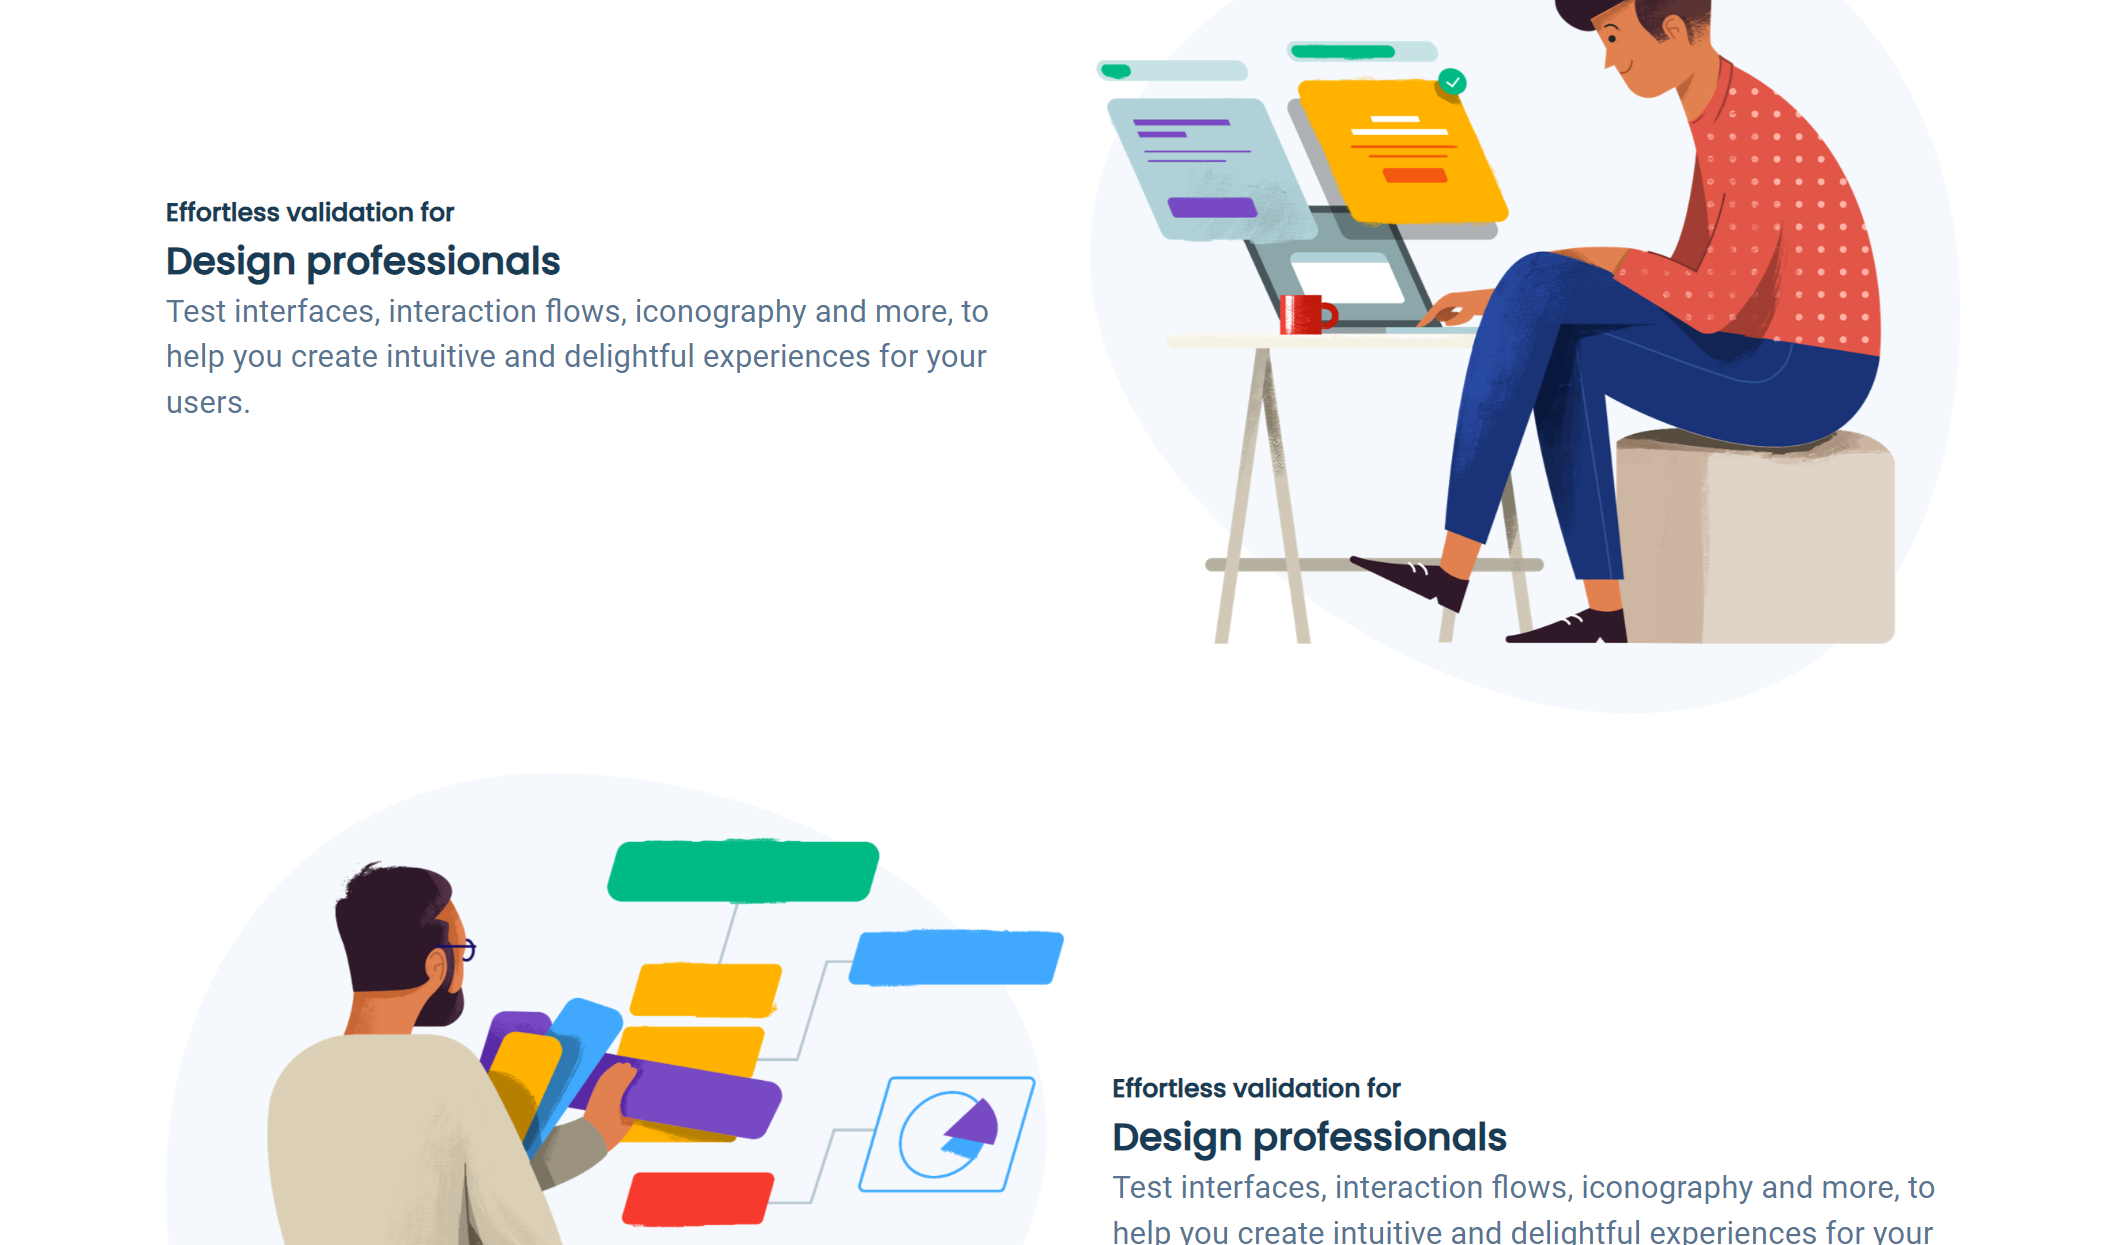 Effortless validation for
Design professionals
Test interfaces, interaction flows, iconography and more, to
help you create intuitive and delightful experiences for your
users.
Effortless validation for
Design professionals
Test interfaces, interaction flows, iconography and more, to
help you create intuitive and delightful experiences for your